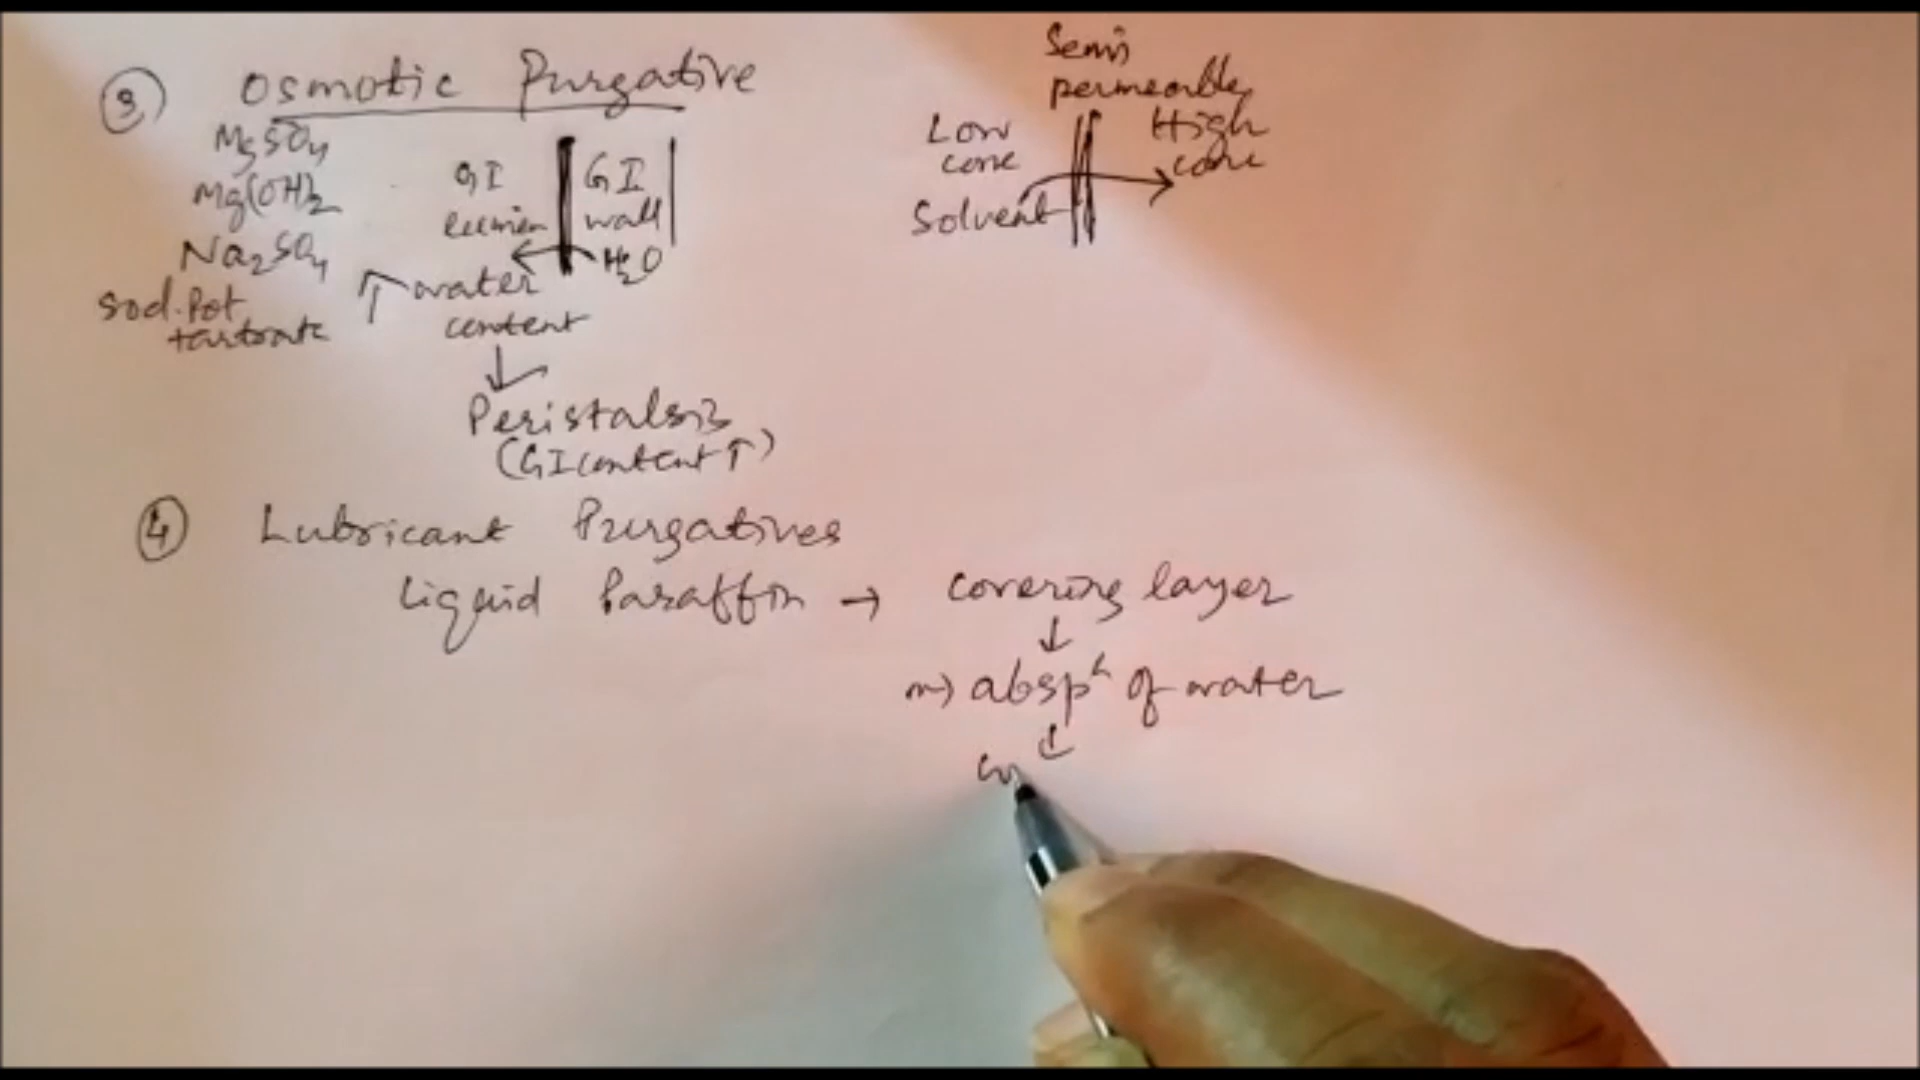 ③ Osmotic Purgative
MgSO4
Mg(OH)2
Na2SO4
Sod. Pot
tartrate
GI
lumen
GI
wall
H2O
↑ water
content
↓
Peristalsis
(GI content ↑)
Semi
permeable
Low
conc
High
conc
Solvent
④ Lubricant Purgatives
Liquid Paraffin → covering layer
↓
abspⁿ of water
↓